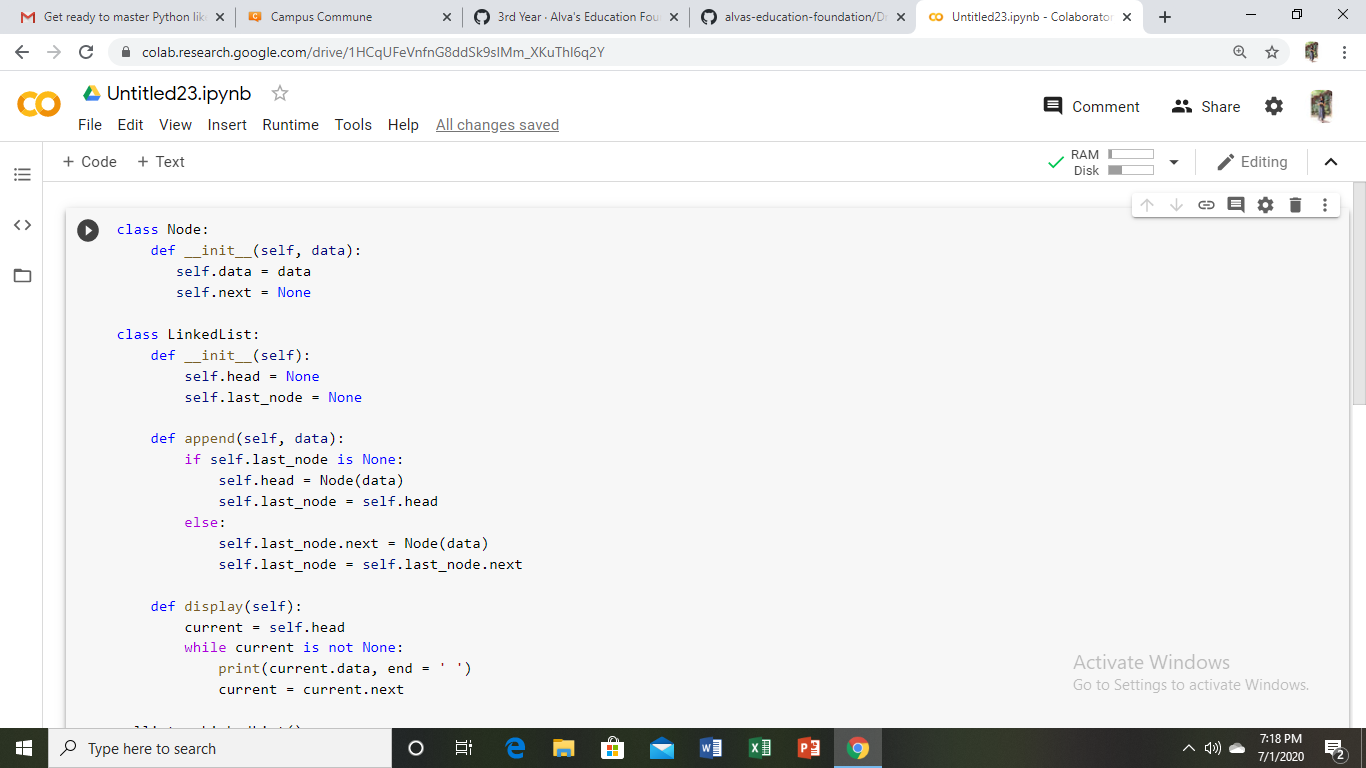 Get ready to master Python lik
Campus Commune
3rd Year · Alva's Education Fou
alvas-education-foundation/D
Untitled23.ipynb - Colaborator
colab.research.google.com/drive/1HCqUFeVnfnG8ddSk9sIMm_XKuThI6q2Y
Untitled23.ipynb
Comment
Share
File Edit View Insert Runtime Tools Help All changes saved
+ Code + Text
RAM
Disk
Editing
class Node:
    def __init__(self, data):
       self.data = data
       self.next = None
class LinkedList:
    def __init__(self):
        self.head = None
        self.last_node = None
    def append(self, data):
        if self.last_node is None:
            self.head = Node(data)
            self.last_node = self.head
        else:
            self.last_node.next = Node(data)
            self.last_node = self.last_node.next
    def display(self):
        current = self.head
        while current is not None:
            print(current.data, end = ' ')
            current = current.next
Activate Windows
Go to Settings to activate Windows.
Type here to search
7:18 PM
7/1/2020
2